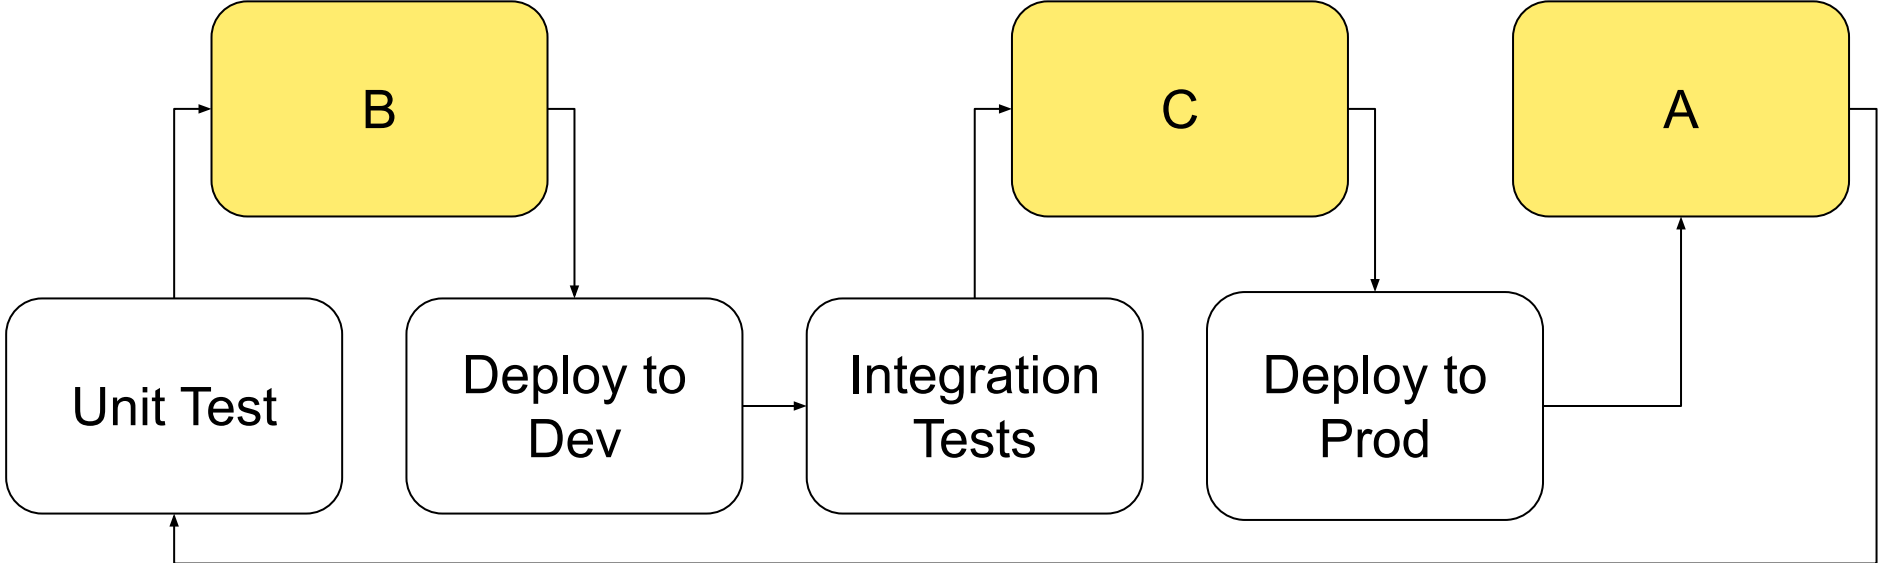 B
C
A
Unit Test
Deploy to
Dev
Integration
Tests
Deploy to
Prod